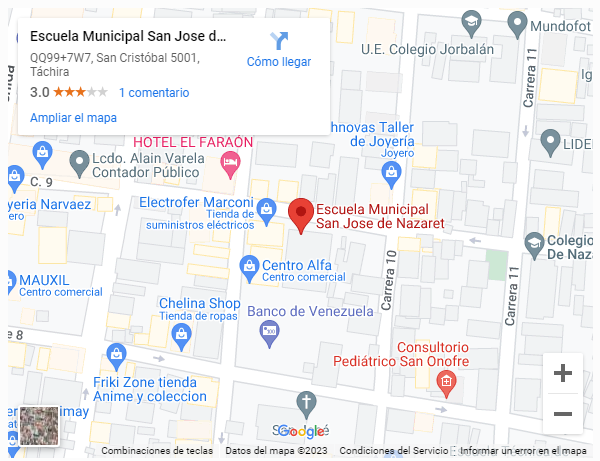 Escuela Municipal San Jose d...
QQ99+7W7, San Cristóbal 5001,
Táchira
3.0
1 comentario
Ampliar el mapa
Cómo llegar
U.E. Colegio Jorbalán
Mundofot
Carrera 11
HOTEL EL FARAÓN
hnovas Taller
de Joyería
Joyero
LIDE
Lcdo. Alain Varela
Contador Público
C. 9
yeria Narvaez
ero
Electrofer Marconi
Tienda de
suministros eléctricos
Escuela Municipal
San Jose de Nazaret
Colegio
De Naza
Carrera 10
Carrera 11
Centro Alfa
Centro comercial
MAUXIL
Centro comercial
Chelina Shop
Tienda de ropas
Banco de Venezuela
e 8
Consultorio
Pediátrico San Onofre
Friki Zone tienda
Anime y coleccion
+
−
Google
Combinaciones de teclas
Datos del mapa ©2023
Condiciones del Servicio
Informar un error en el mapa